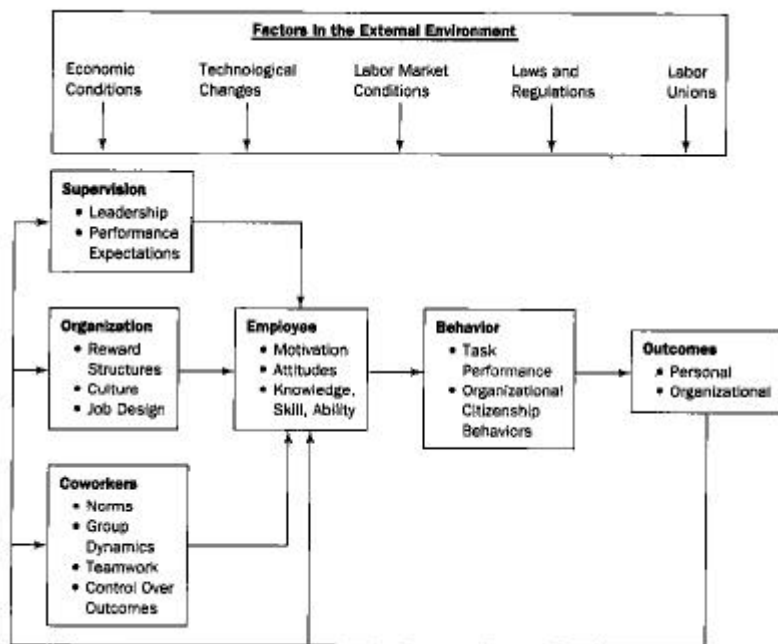 Factors In the External Environment
Economic
Conditions
Technological
Changes
Labor Market
Conditions
Laws and
Regulations
Labor
Unions
Supervision
• Leadership
• Performance
Expectations
Organization
• Reward
Structures
• Culture
• Job Design
Employee
• Motivation
• Attitudes
• Knowledge,
Skill, Ability
Behavior
• Task
Performance
• Organizational
Citizenship
Behaviors
Outcomes
• Personal
• Organizational
Coworkers
• Norms
• Group
Dynamics
• Teamwork
• Control Over
Outcomes